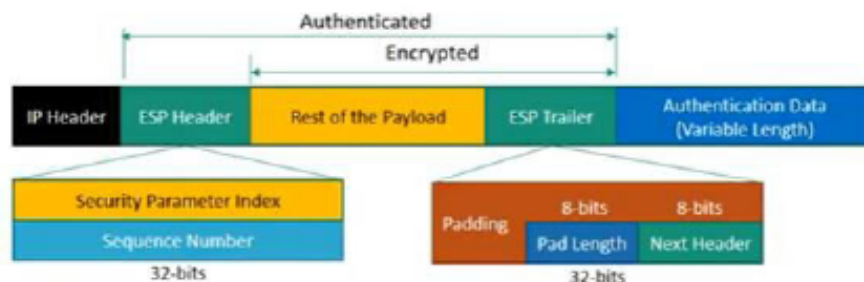 Authenticated
Encrypted
IP Header
ESP Header
Rest of the Payload
ESP Trailer
Authentication Data
(Variable Length)
Security Parameter Index
Sequence Number
32-bits
8-bits
8-bits
Padding
Pad Length
Next Header
32-bits